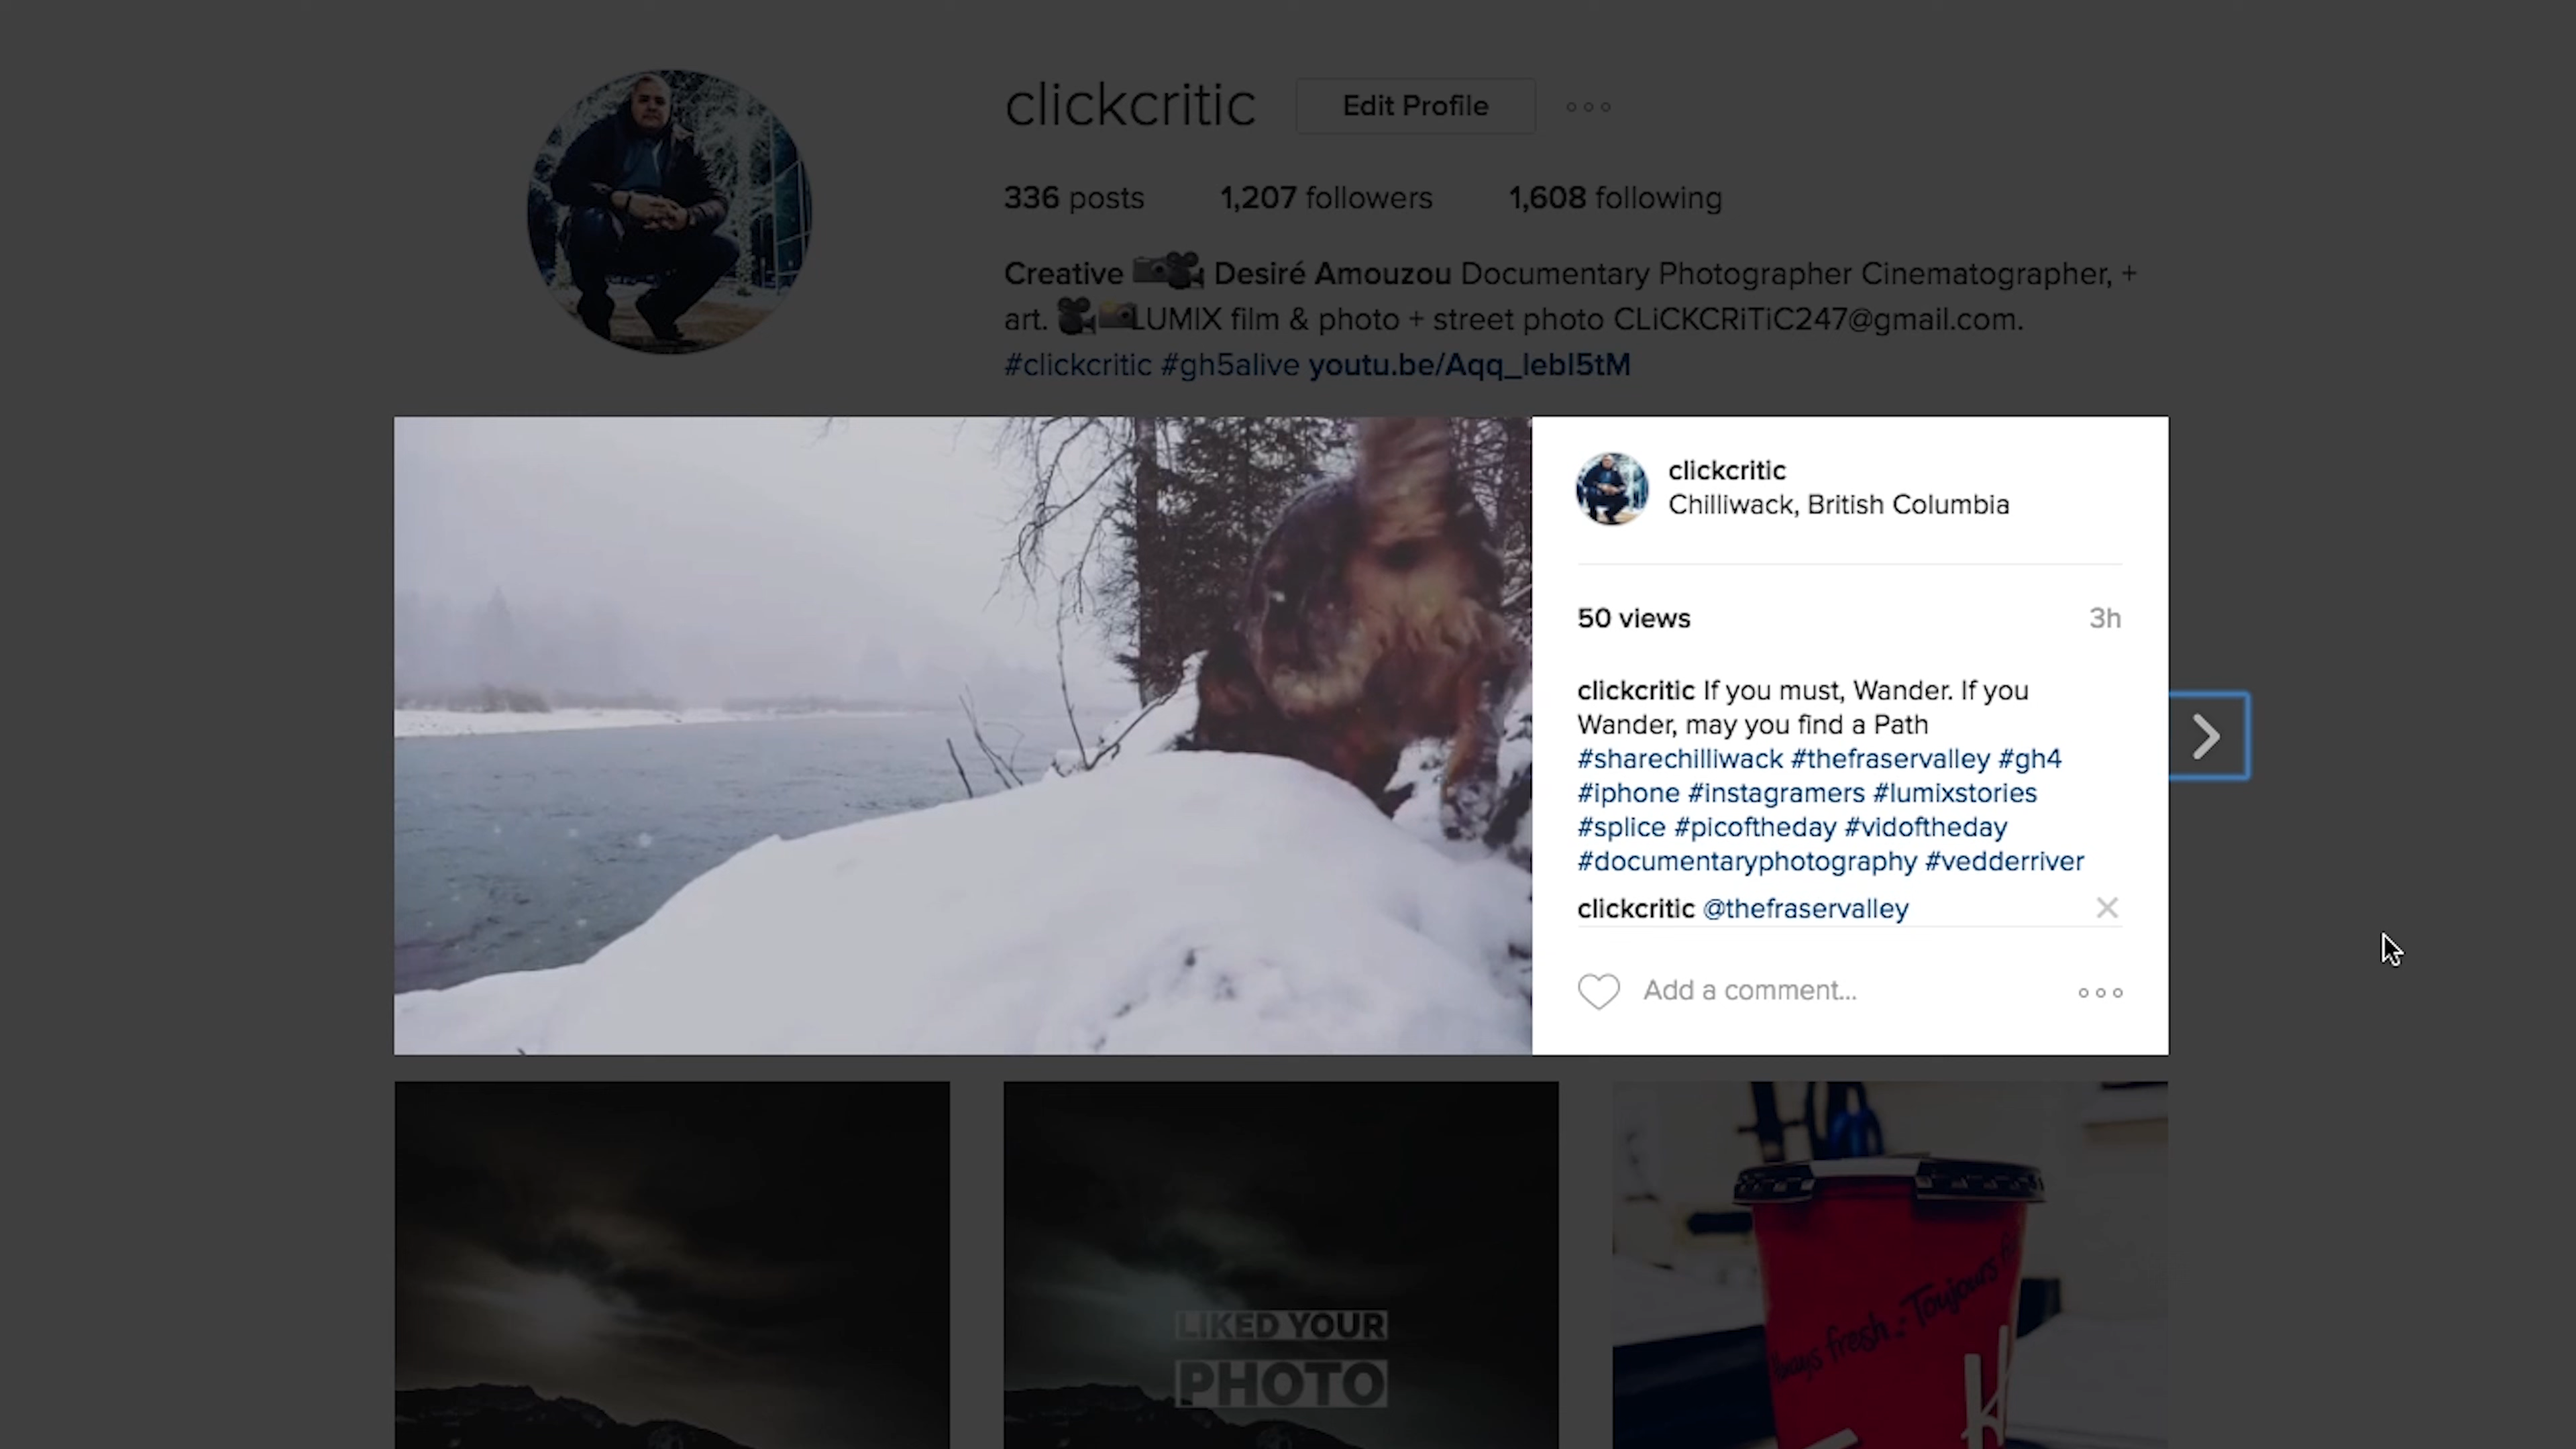 clickcritic Edit Profile
336 posts 1,207 followers 1,608 following
Creative Desiré Amouzou Documentary Photographer Cinematographer, +
art. LUMIX film & photo + street photo CLiCKCRiTiC247@gmail.com.
#clickcritic #gh5alive youtu.be/Aqq_IebI5tM
clickcritic
Chilliwack, British Columbia
50 views 3h
clickcritic If you must, Wander. If you
Wander, may you find a Path
#sharechilliwack #thefraservalley #gh4
#iphone #instagramers #lumixstories
#splice #picoftheday #vidoftheday
#documentaryphotography #vedderriver
clickcritic @thefraservalley
Add a comment...
LIKED YOUR
PHOTO
fresh - Toujours